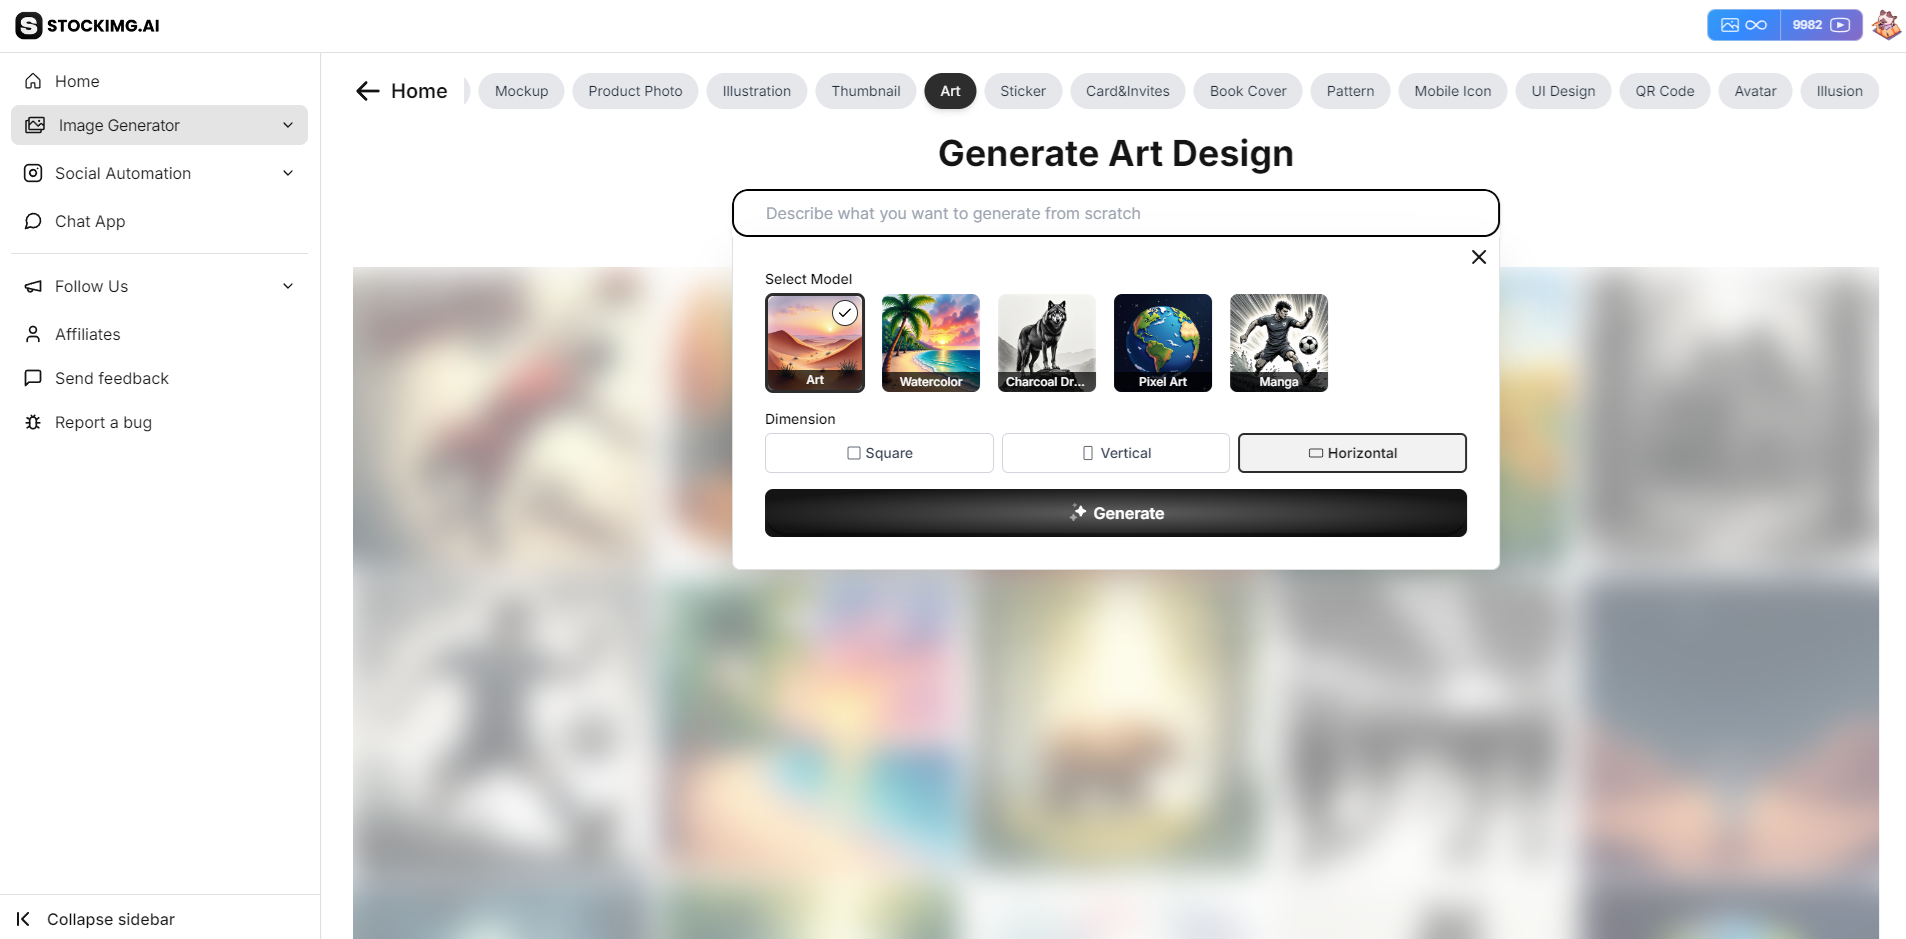 STOCKIMG.AI
9982
Home
Image Generator
Social Automation
Chat App
Follow Us
Affiliates
Send feedback
Report a bug
Collapse sidebar
Home
Mockup
Product Photo
Illustration
Thumbnail
Art
Sticker
Card&Invites
Book Cover
Pattern
Mobile Icon
UI Design
QR Code
Avatar
Illusion
Generate Art Design
Describe what you want to generate from scratch
Select Model
Art
Watercolor
Charcoal Dr...
Pixel Art
Manga
Dimension
Square
Vertical
Horizontal
Generate